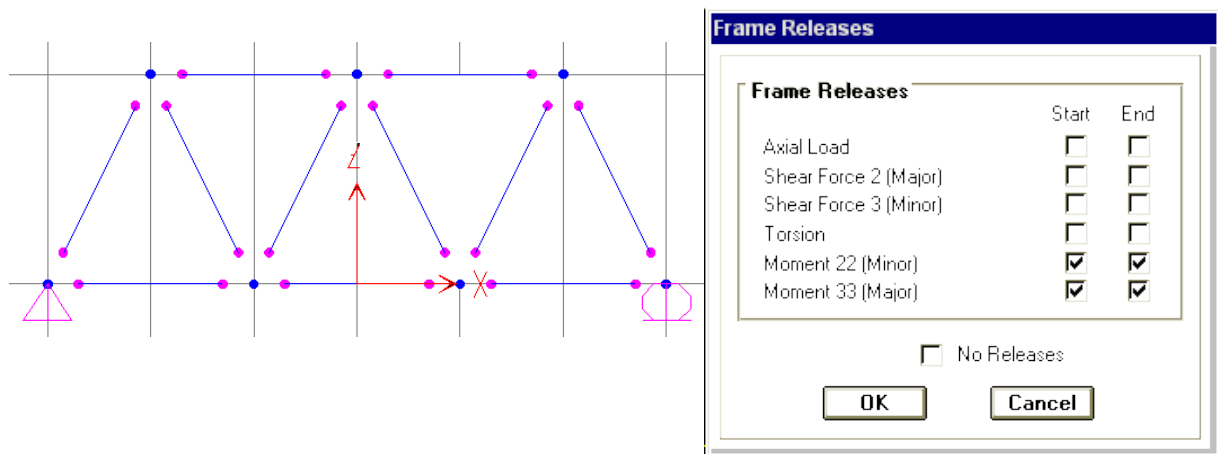 Z
X
Frame Releases
Frame Releases
Start End
Axial Load
Shear Force 2 (Major)
Shear Force 3 (Minor)
Torsion
Moment 22 (Minor)
Moment 33 (Major)
No Releases
OK Cancel